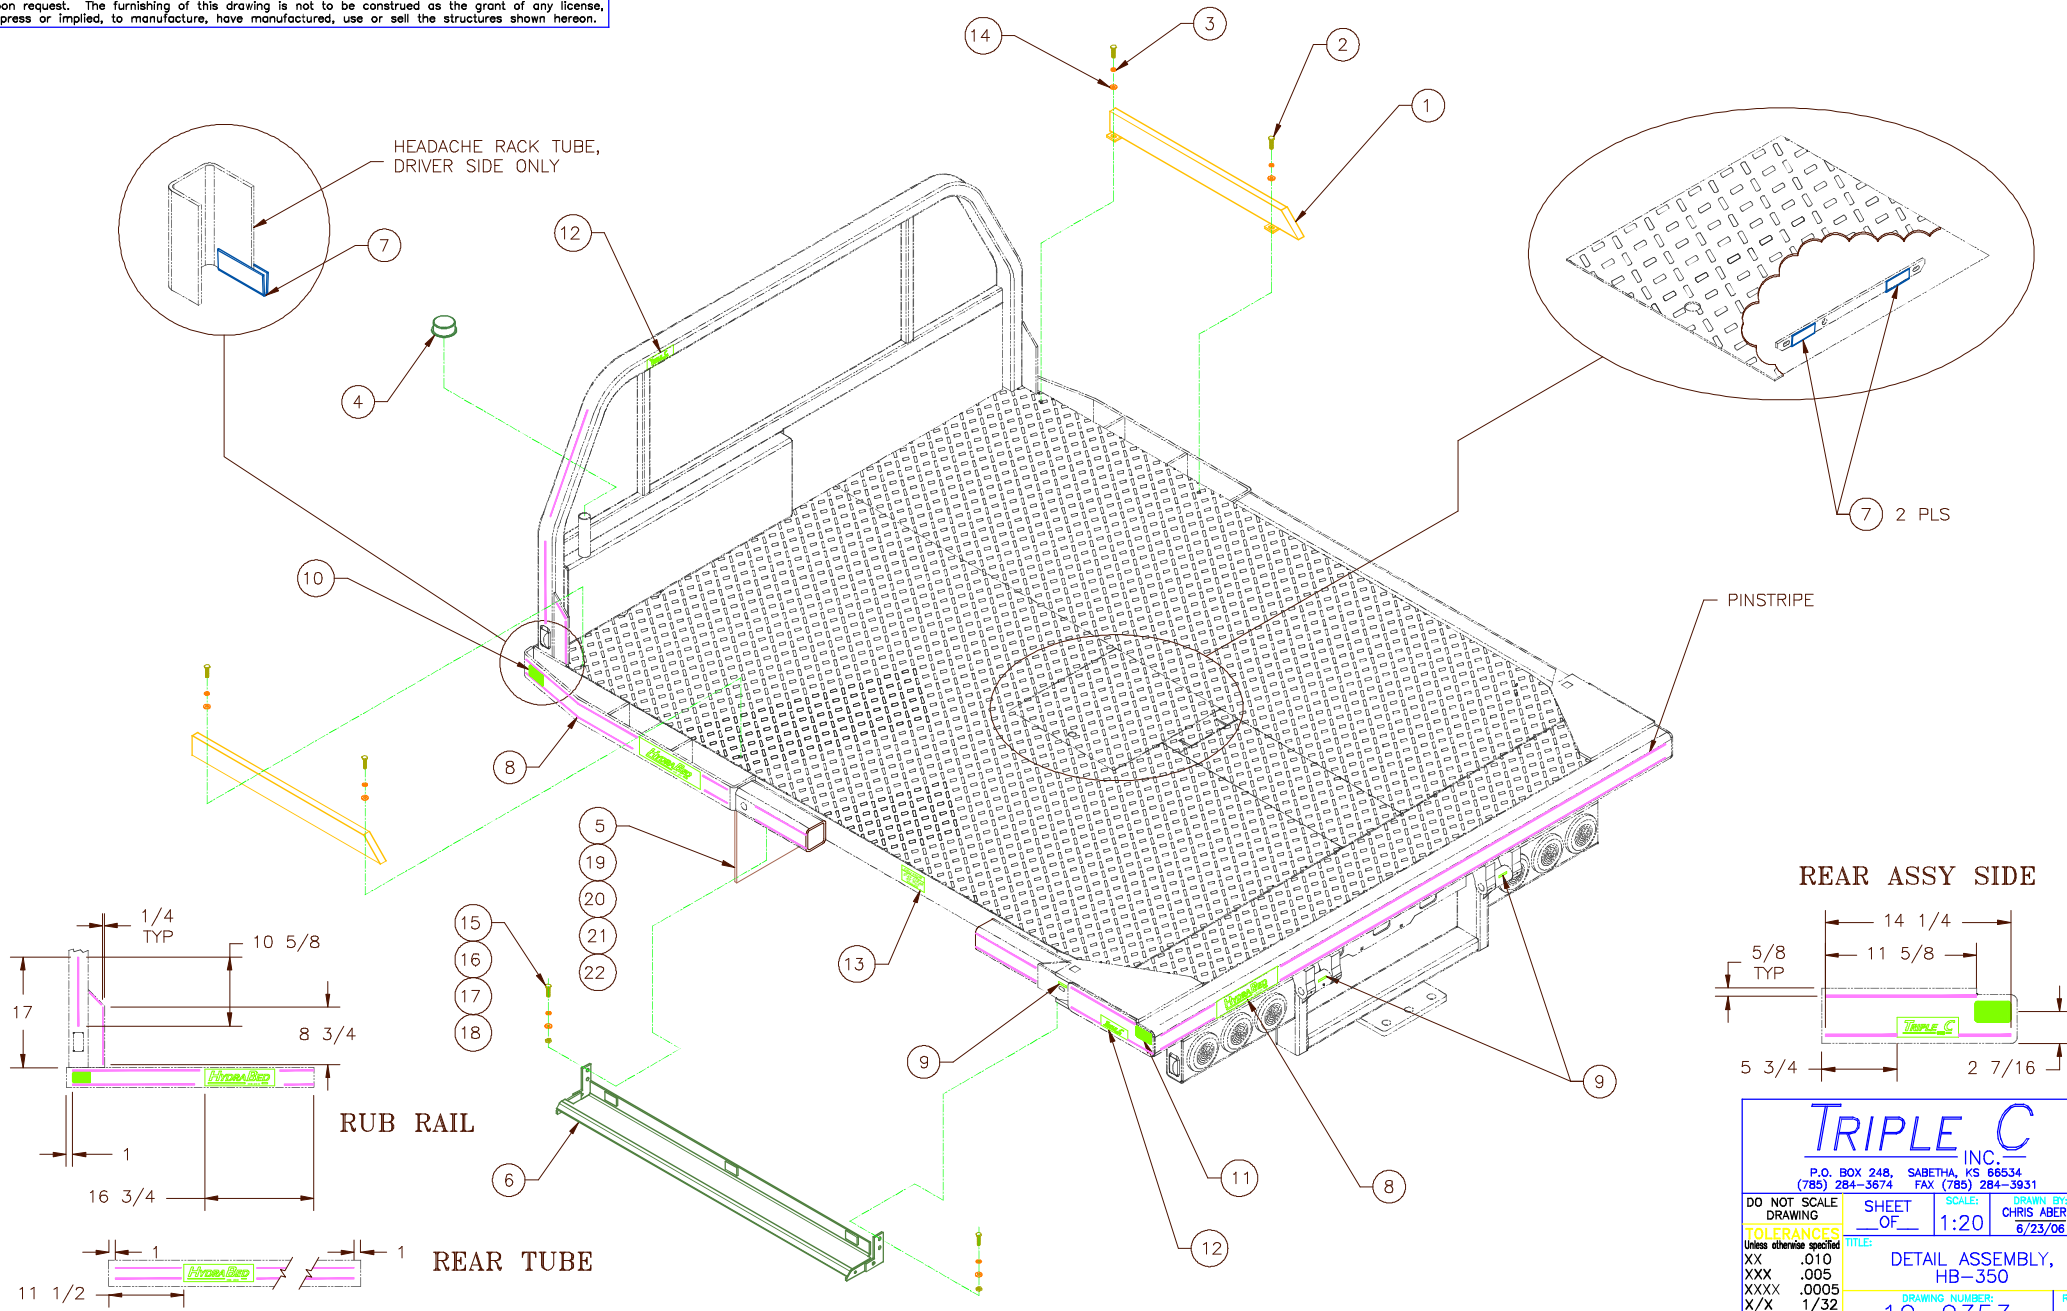 on request. The furnishing of this drawing is not to be construed as the grant of any license,
press or implied, to manufacture, have manufactured, use or sell the structures shown hereon.
14
3
2
1
HEADACHE RACK TUBE,
DRIVER SIDE ONLY
7
12
4
7 2 PLS
10
PINSTRIPE
8
HYDRABED
5
19
20
21
22
15
16
17
18
13
9
HYDRABED
9
11
8
12
6
1/4
TYP
10 5/8
17
8 3/4
HYDRABED
RUB RAIL
1
16 3/4
1
1
HYDRABED
REAR TUBE
11 1/2
REAR ASSY SIDE
14 1/4
5/8
TYP
11 5/8
TRIPLE C
5 3/4
2 7/16
TRIPLE C
INC.
P.O. BOX 248, SABETHA, KS 66534
(785) 284-3674 FAX (785) 284-3931
DO NOT SCALE
DRAWING
SHEET
__OF__
SCALE:
1:20
DRAWN BY:
CHRIS ABER
6/23/06
TOLERANCES
Unless otherwise specified
XX .010
XXX .005
XXXX .0005
X/X 1/32
TITLE:
DETAIL ASSEMBLY,
HB-350
DRAWING NUMBER: